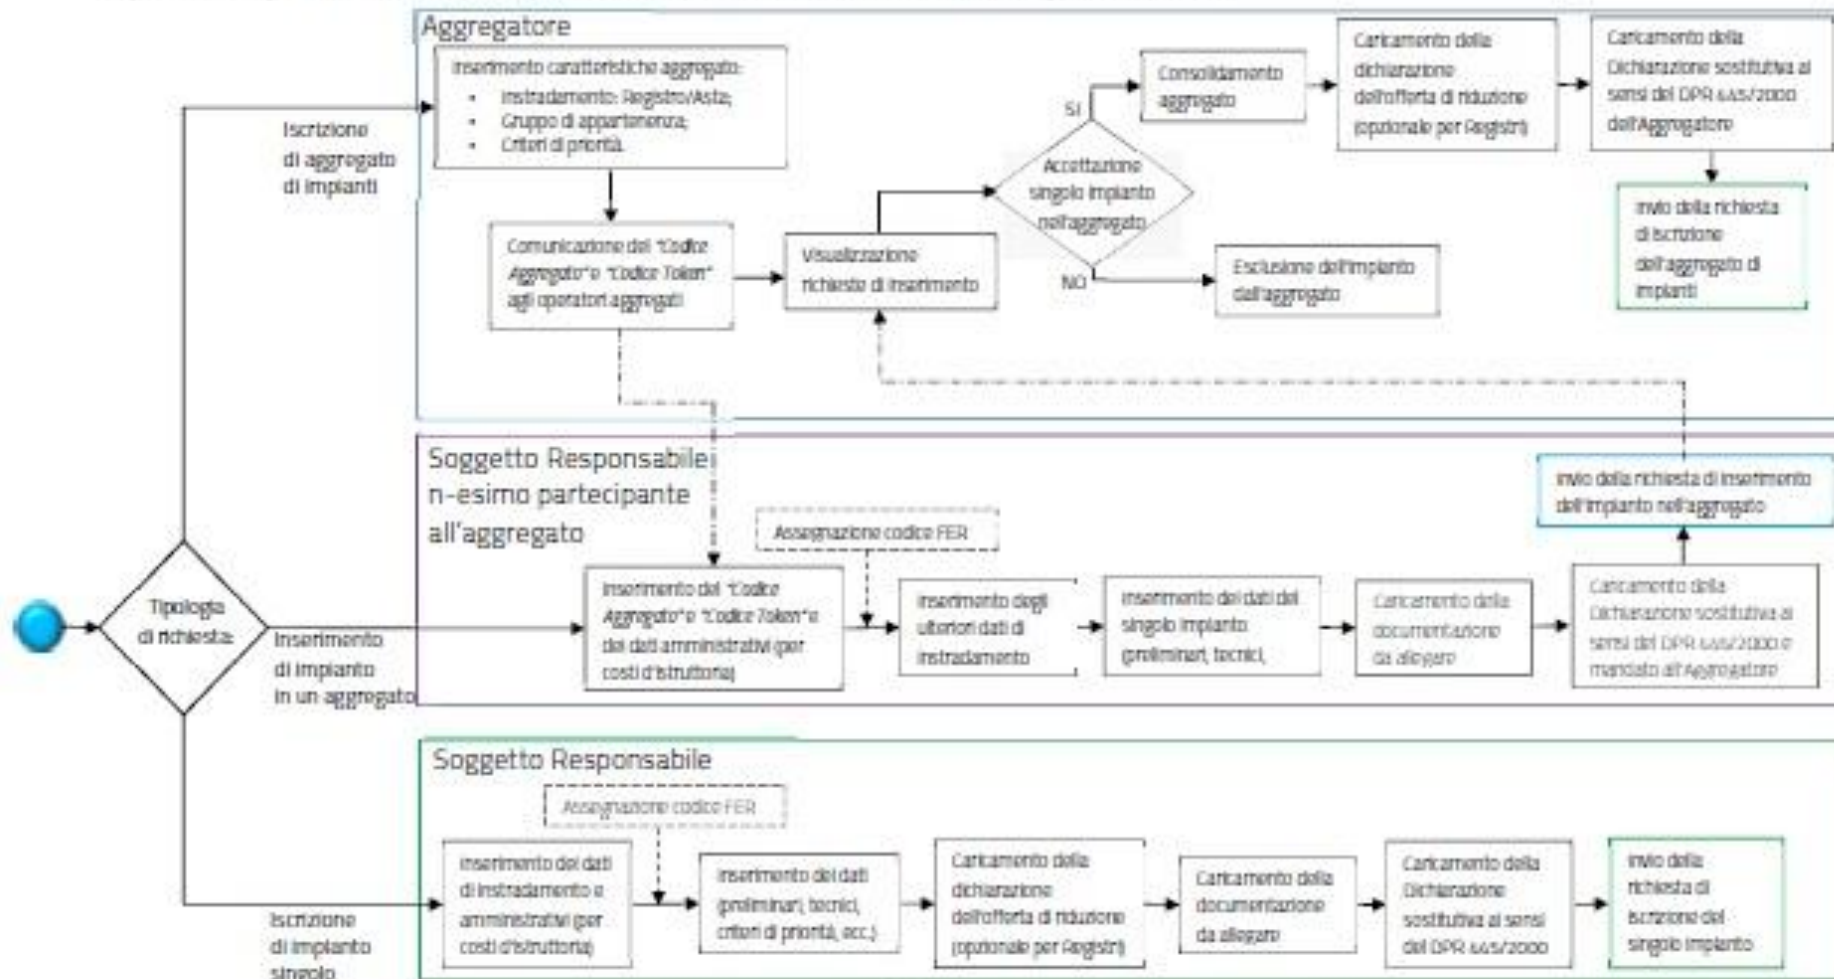 Tipologia
di richiesta:
Iscrizione
di aggregato
di impianti
Inserimento
di impianto
in un aggregato
Iscrizione
di impianto
singolo
Aggregatore
Inserimento caratteristiche aggregato:
• Instradamento: Registro/Asta;
• Gruppo di appartenenza;
• Criteri di priorità.
Comunicazione del "Codice
Aggregato" e "Codice Token"
agli operatori aggregati
Visualizzazione
richieste di inserimento
Accettazione
singolo impianto
nell'aggregato
SI
NO
Consolidamento
aggregato
Esclusione dell'impianto
dall'aggregato
Caricamento della
dichiarazione
dell'offerta di riduzione
(opzionale per Registri)
Caricamento della
Dichiarazione sostitutiva ai
sensi del DPR 445/2000
dell'Aggregatore
Invio della richiesta
di iscrizione
dell'aggregato di
impianti
Soggetto Responsabile
n-esimo partecipante
all'aggregato
Assegnazione codice FER
Inserimento del "Codice
Aggregato" e "Codice Token" e
dei dati amministrativi (per
costi d'istruttoria)
Inserimento degli
ulteriori dati di
instradamento
Inserimento dei dati del
singolo impianto
(preliminari, tecnici,
Caricamento della
documentazione
da allegare
Caricamento della
Dichiarazione sostitutiva ai
sensi del DPR 445/2000 e
mandato all'Aggregatore
Invio della richiesta di inserimento
dell'impianto nell'aggregato
Soggetto Responsabile
Assegnazione codice FER
Inserimento dei dati
di instradamento e
amministrativi (per
costi d'istruttoria)
Inserimento dei dati
(preliminari, tecnici,
criteri di priorità, ecc.)
Caricamento della
dichiarazione
dell'offerta di riduzione
(opzionale per Registri)
Caricamento della
documentazione
da allegare
Caricamento della
Dichiarazione
sostitutiva ai sensi
del DPR 445/2000
Invio della
richiesta di
iscrizione del
singolo impianto